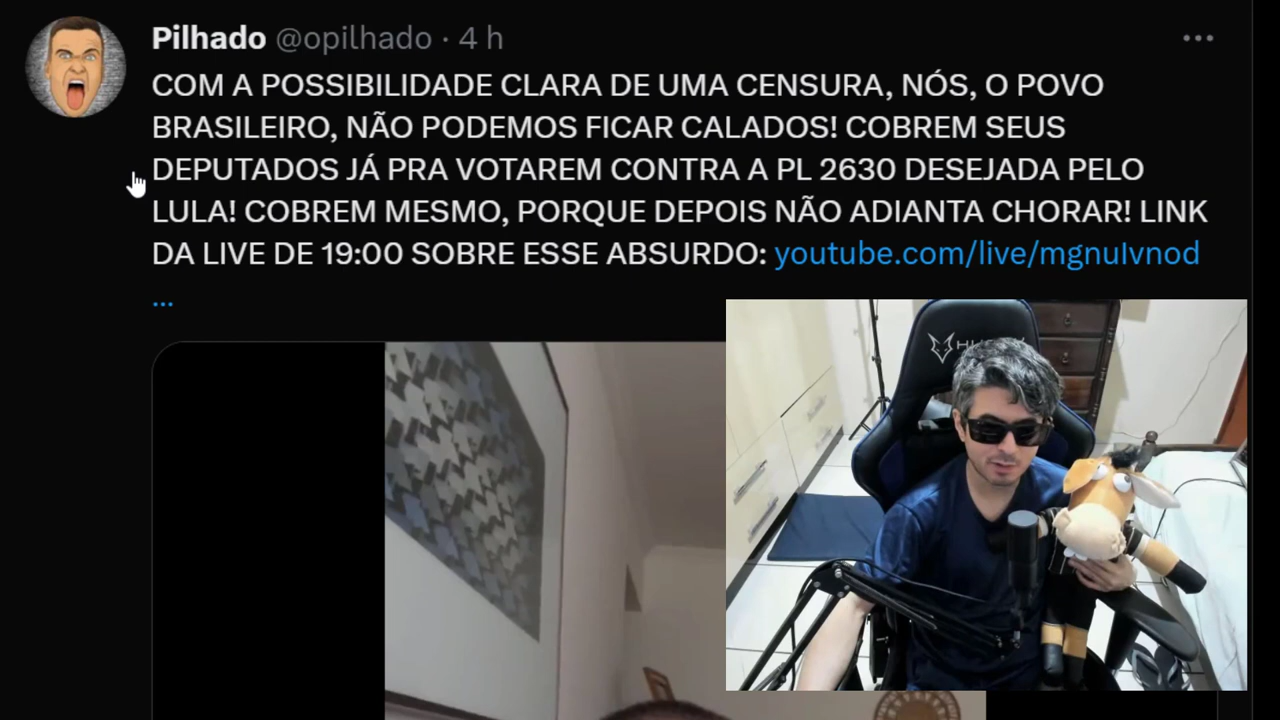 Pilhado @opilhado · 4 h
COM A POSSIBILIDADE CLARA DE UMA CENSURA, NÓS, O POVO
BRASILEIRO, NÃO PODEMOS FICAR CALADOS! COBREM SEUS
DEPUTADOS JÁ PRA VOTAREM CONTRA A PL 2630 DESEJADA PELO
LULA! COBREM MESMO, PORQUE DEPOIS NÃO ADIANTA CHORAR! LINK
DA LIVE DE 19:00 SOBRE ESSE ABSURDO: youtube.com/live/mgnuIvnod
...